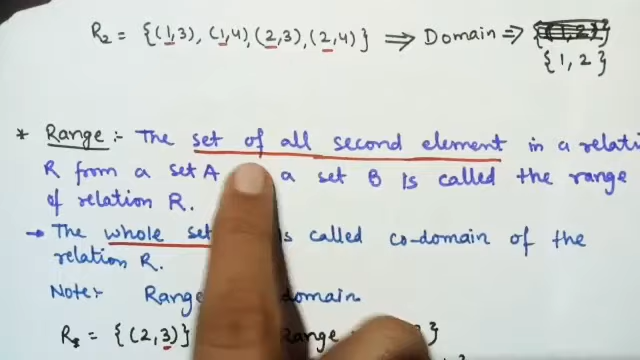 R₂ = {(1,3), (1,4), (2,3), (2,4)} ⇒ Domain ⇒
{1, 2}
* Range:- The set of all second element in a relati
R from a set A a set B is called the range
of relation R.
→ The whole set is called co-domain of the
relation R.
Note:- Range domain
R = {(2,3)} Range }